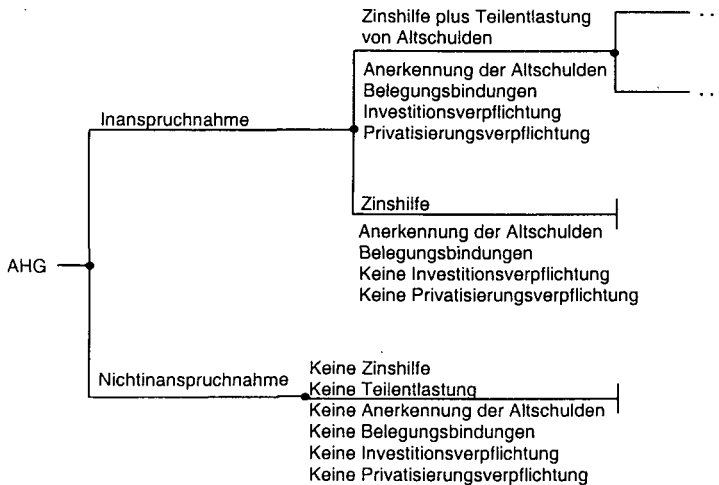 Zinshilfe plus Teilentlastung
von Altschulden
Anerkennung der Altschulden
Belegungsbindungen
Investitionsverpflichtung
Privatisierungsverpflichtung
Inanspruchnahme
Zinshilfe
Anerkennung der Altschulden
Belegungsbindungen
Keine Investitionsverpflichtung
Keine Privatisierungsverpflichtung
AHG
Nichtinanspruchnahme
Keine Zinshilfe
Keine Teilentlastung
Keine Anerkennung der Altschulden
Keine Belegungsbindungen
Keine Investitionsverpflichtung
Keine Privatisierungsverpflichtung